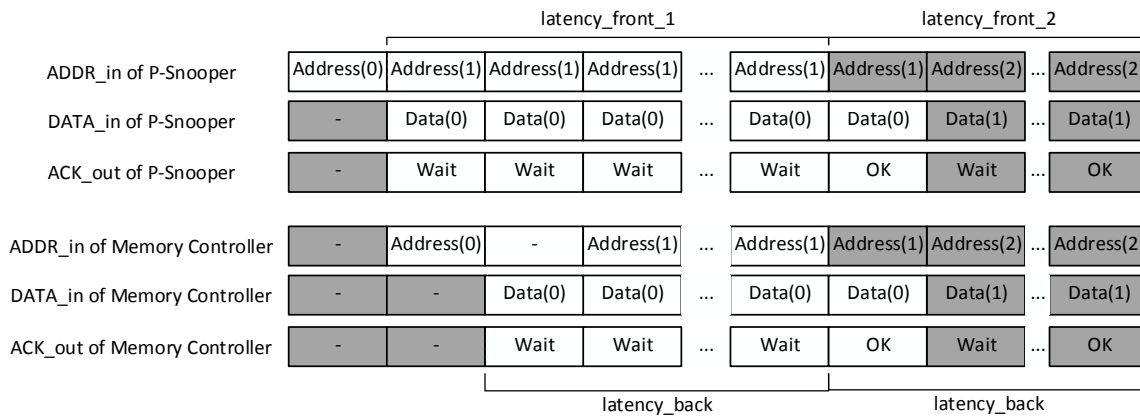 latency_front_1 latency_front_2
ADDR_in of P-Snooper Address(0) Address(1) Address(1) Address(1) ... Address(1) Address(1) Address(2) ... Address(2
DATA_in of P-Snooper - Data(0) Data(0) Data(0) ... Data(0) Data(0) Data(1) ... Data(1)
ACK_out of P-Snooper - Wait Wait Wait ... Wait OK Wait ... OK
ADDR_in of Memory Controller - Address(0) - Address(1) ... Address(1) Address(1) Address(2) ... Address(2
DATA_in of Memory Controller - - Data(0) Data(0) ... Data(0) Data(0) Data(1) ... Data(1)
ACK_out of Memory Controller - - Wait Wait ... Wait OK Wait ... OK
latency_back latency_back